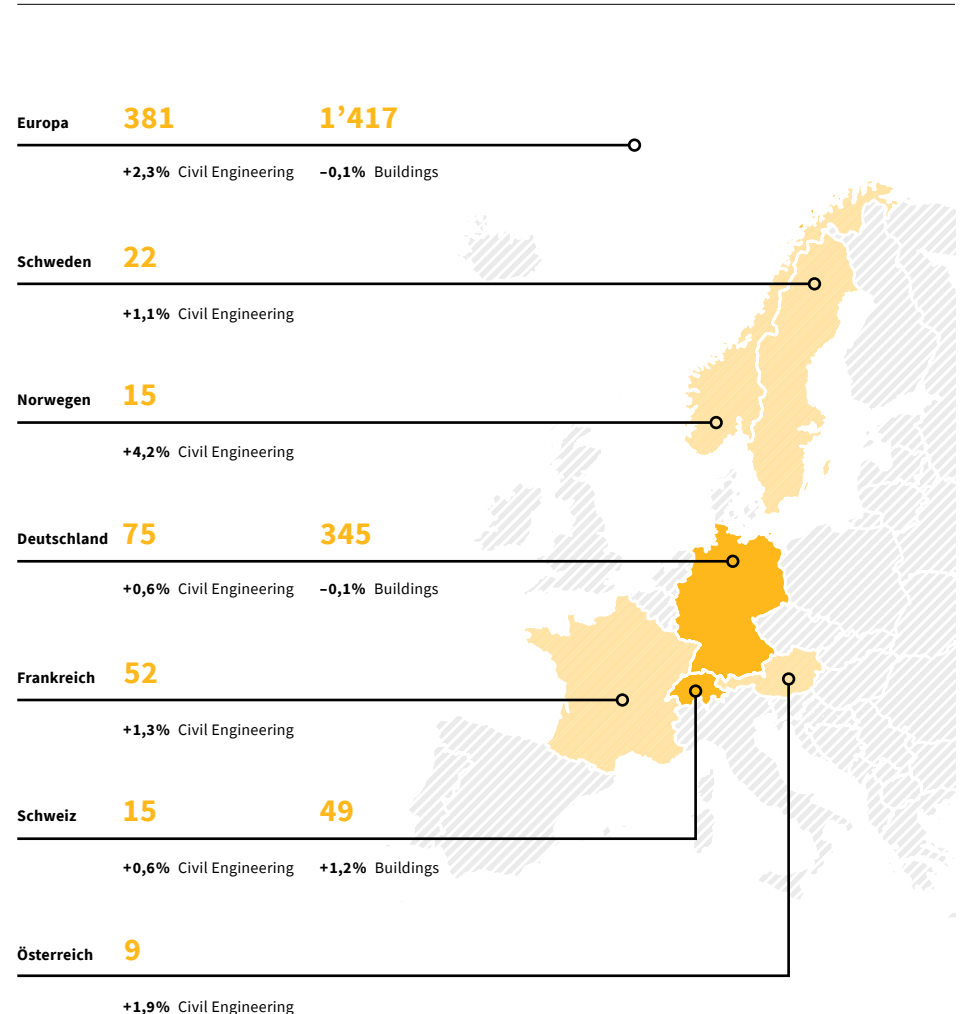 Europa 381 1’417
+2,3% Civil Engineering –0,1% Buildings
Schweden 22
+1,1% Civil Engineering
Norwegen 15
+4,2% Civil Engineering
Deutschland 75 345
+0,6% Civil Engineering –0,1% Buildings
Frankreich 52
+1,3% Civil Engineering
Schweiz 15 49
+0,6% Civil Engineering +1,2% Buildings
Österreich 9
+1,9% Civil Engineering